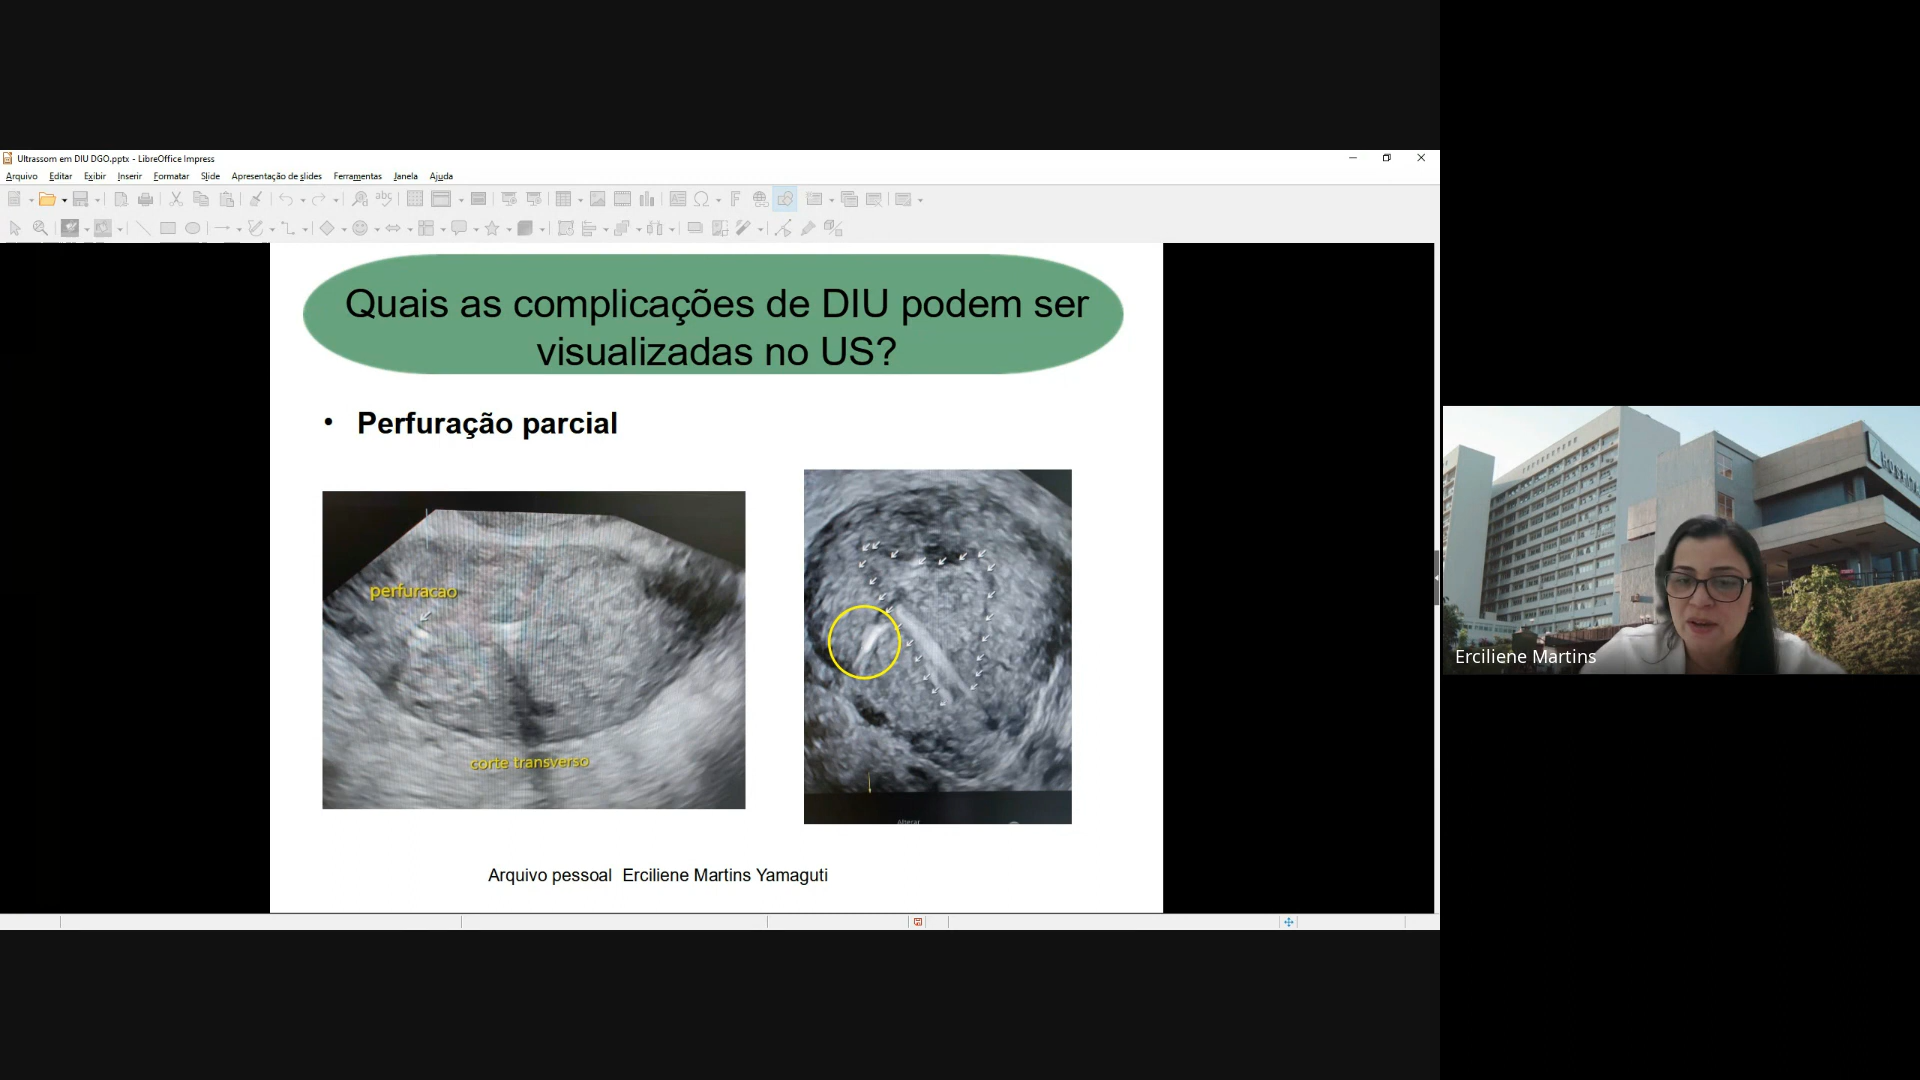 Ultrassom em DIU DGO.pptx - LibreOffice Impress
Arquivo Editar Exibir Inserir Formatar Slide Apresentação de slides Ferramentas Janela Ajuda
Quais as complicações de DIU podem ser
visualizadas no US?
• Perfuração parcial
perfuracao
corte transverso
Alterar
Arquivo pessoal Erciliene Martins Yamaguti
Erciliene Martins